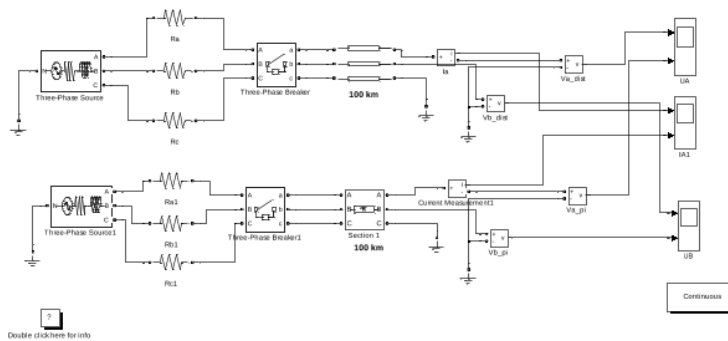 Ra
Three-Phase Source
N
A
B
C
Rb
Rc
A
B
C
a
b
c
Three-Phase Breaker
100 km
Ia
Va_dist
Vb_dist
UA
IA1
Three-Phase Source1
N
A
B
C
Ra1
Rb1
Rc1
A
B
C
a
b
c
Three-Phase Breaker1
A
B
C
A
B
C
Section 1
100 km
Current Measurement1
Va_pi
Vb_pi
UB
Continuous
?
Double click here for info